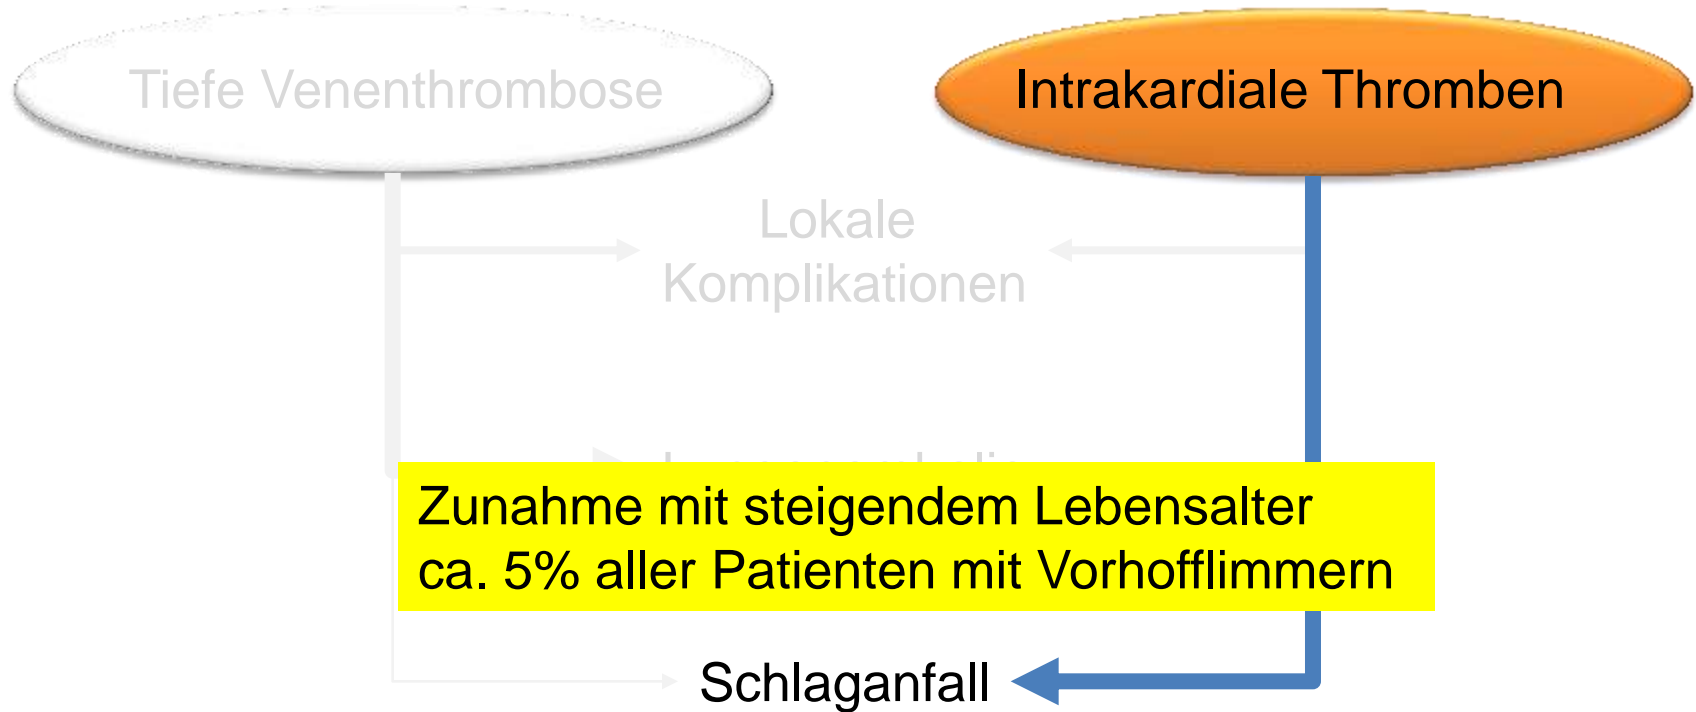 Tiefe Venenthrombose
Intrakardiale Thromben
Lokale
Komplikationen
Zunahme mit steigendem Lebensalter
ca. 5% aller Patienten mit Vorhofflimmern
Schlaganfall